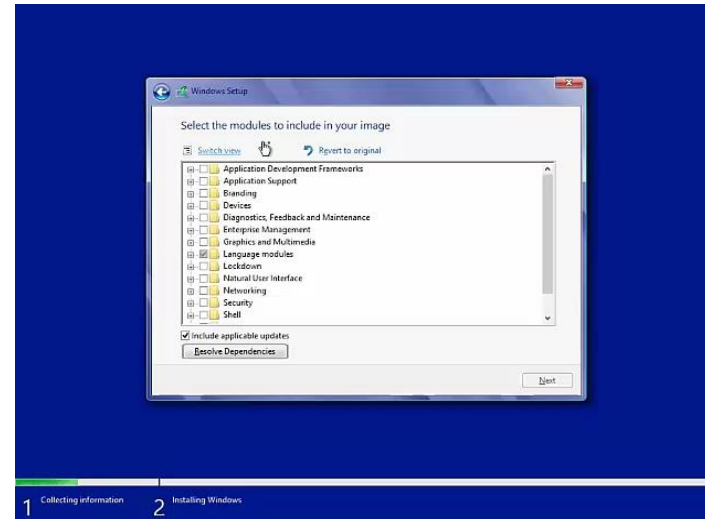 Windows Setup
Select the modules to include in your image
Switch view
Revert to original
Application Development Frameworks
Application Support
Branding
Devices
Diagnostics, Feedback and Maintenance
Enterprise Management
Graphics and Multimedia
Language modules
Lockdown
Natural User Interface
Networking
Security
Shell
Include applicable updates
Resolve Dependencies
Next
1 Collecting information
2 Installing Windows